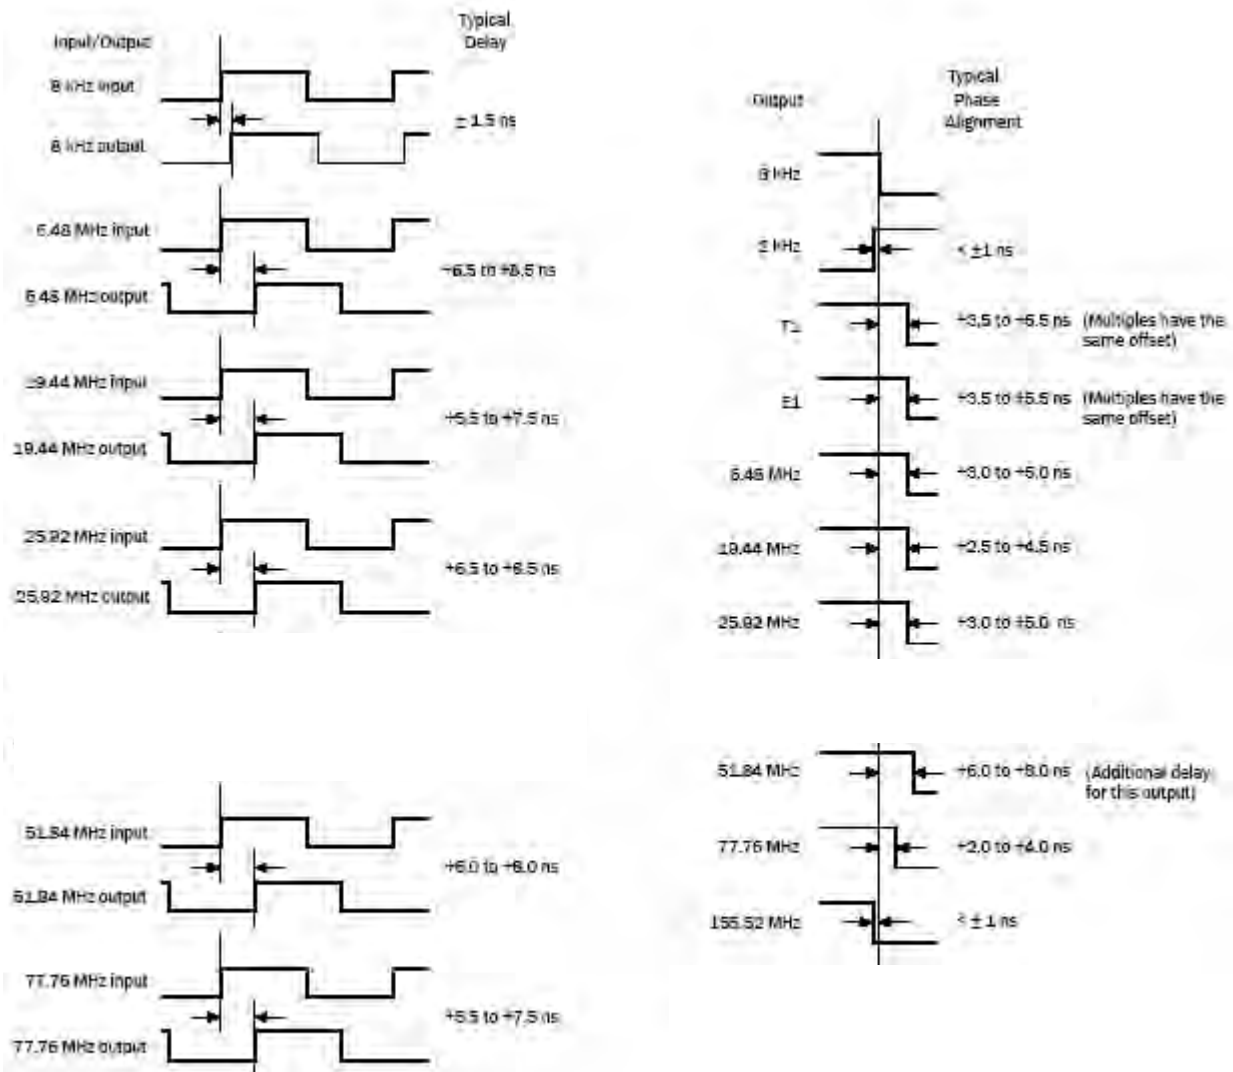 Input/Output
Typical
Delay
8 kHz input
± 1.5 ns
8 kHz output
6.48 MHz input
+6.5 to +8.5 ns
6.48 MHz output
19.44 MHz input
+5.5 to +7.5 ns
19.44 MHz output
25.92 MHz input
+6.5 to +8.5 ns
25.92 MHz output
51.84 MHz input
+6.0 to +8.0 ns
51.84 MHz output
77.76 MHz input
+5.5 to +7.5 ns
77.76 MHz output
Output
Typical
Phase
Alignment
8 kHz
2 kHz
< ±1 ns
T1
+3.5 to
ns (Multiples have the
same offset)
E1
+3.5 to +5.5 ns (Multiples have the
same offset)
6.48 MHz
+3.0 to +5.0 ns
19.44 MHz
+2.5 to +4.5 ns
25.92 MHz
+3.0 to +5.0 ns
51.84 MHz
+6.0 to +8.0 ns (Additional delay
for this output)
77.76 MHz
+2.0 to +4.0 ns
155.52 MHz
< ± 1 ns